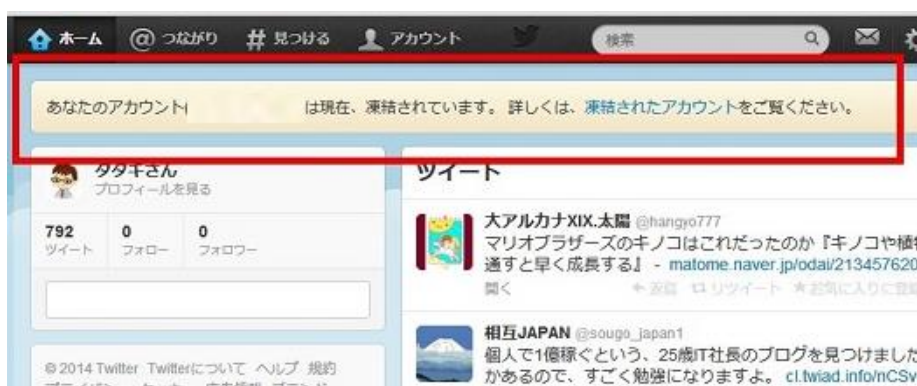 ホーム @ つながり # 見つける アカウント 検索
あなたのアカウント は現在、凍結されています。 詳しくは、凍結されたアカウントをご覧ください。
タタキさん
プロフィールを見る
792 0 0
ツイート フォロー フォロワー
© 2014 Twitter Twitterについて ヘルプ 規約
ツイート
大アルカナXIX.太陽 @hangyo777
マリオブラザーズのキノコはこれだったのか『キノコや植
通すと早く成長する』 - matome.naver.jp/odai/213457620
開く 返信 リツイート お気に入りに登録
相互JAPAN @sougo_japan1
個人で1億稼ぐという、25歳IT社長のブログを見つけました
かあるので、すごく勉強になりますよ。 cl.twiad.info/nCSw